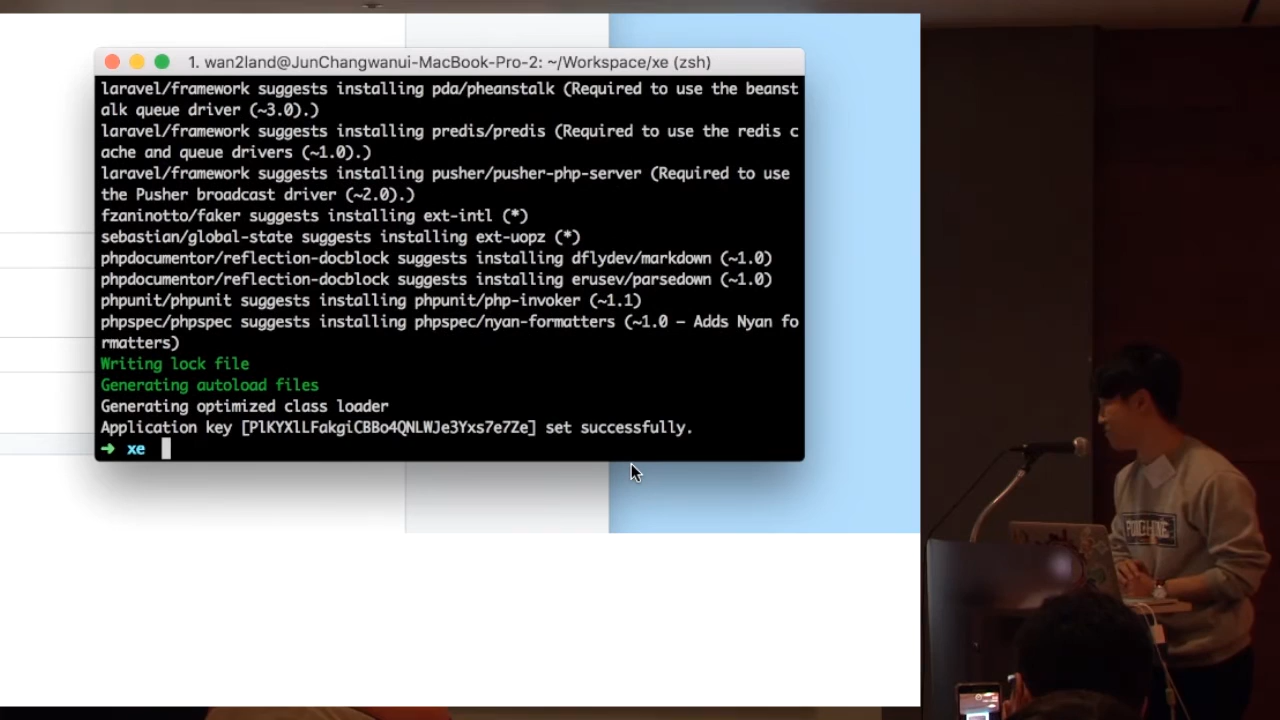 1. wan2land@JunChangwanui-MacBook-Pro-2: ~/Workspace/xe (zsh)
laravel/framework suggests installing pda/pheanstalk (Required to use the beanst
alk queue driver (~3.0).)
laravel/framework suggests installing predis/predis (Required to use the redis c
ache and queue drivers (~1.0).)
laravel/framework suggests installing pusher/pusher-php-server (Required to use
the Pusher broadcast driver (~2.0).)
fzaninotto/faker suggests installing ext-intl (*)
sebastian/global-state suggests installing ext-uopz (*)
phpdocumentor/reflection-docblock suggests installing dflydev/markdown (~1.0)
phpdocumentor/reflection-docblock suggests installing erusev/parsedown (~1.0)
phpunit/phpunit suggests installing phpunit/php-invoker (~1.1)
phpspec/phpspec suggests installing phpspec/nyan-formatters (~1.0 – Adds Nyan fo
rmatters)
Writing lock file
Generating autoload files
Generating optimized class loader
Application key [PlKYXlLFakgiCBBo4QNLWJe3Yxs7e7Ze] set successfully.
➜ xe